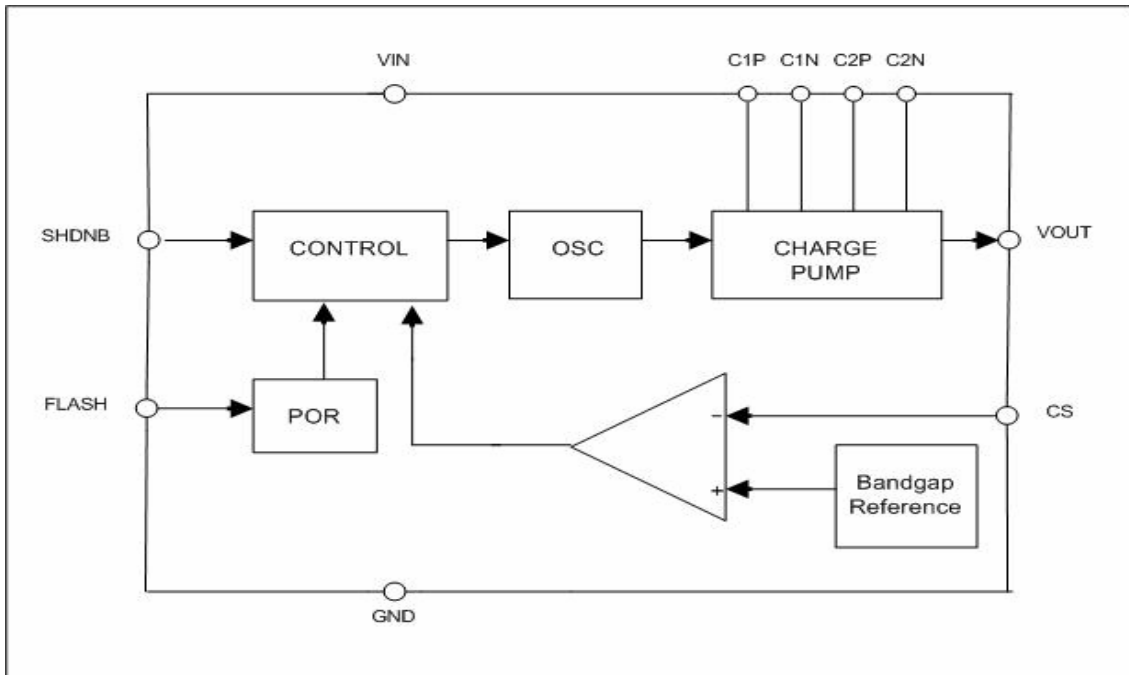 VIN
C1P C1N C2P C2N
SHDNB
CONTROL
OSC
CHARGE
PUMP
VOUT
FLASH
POR
-
CS
+
Bandgap
Reference
GND